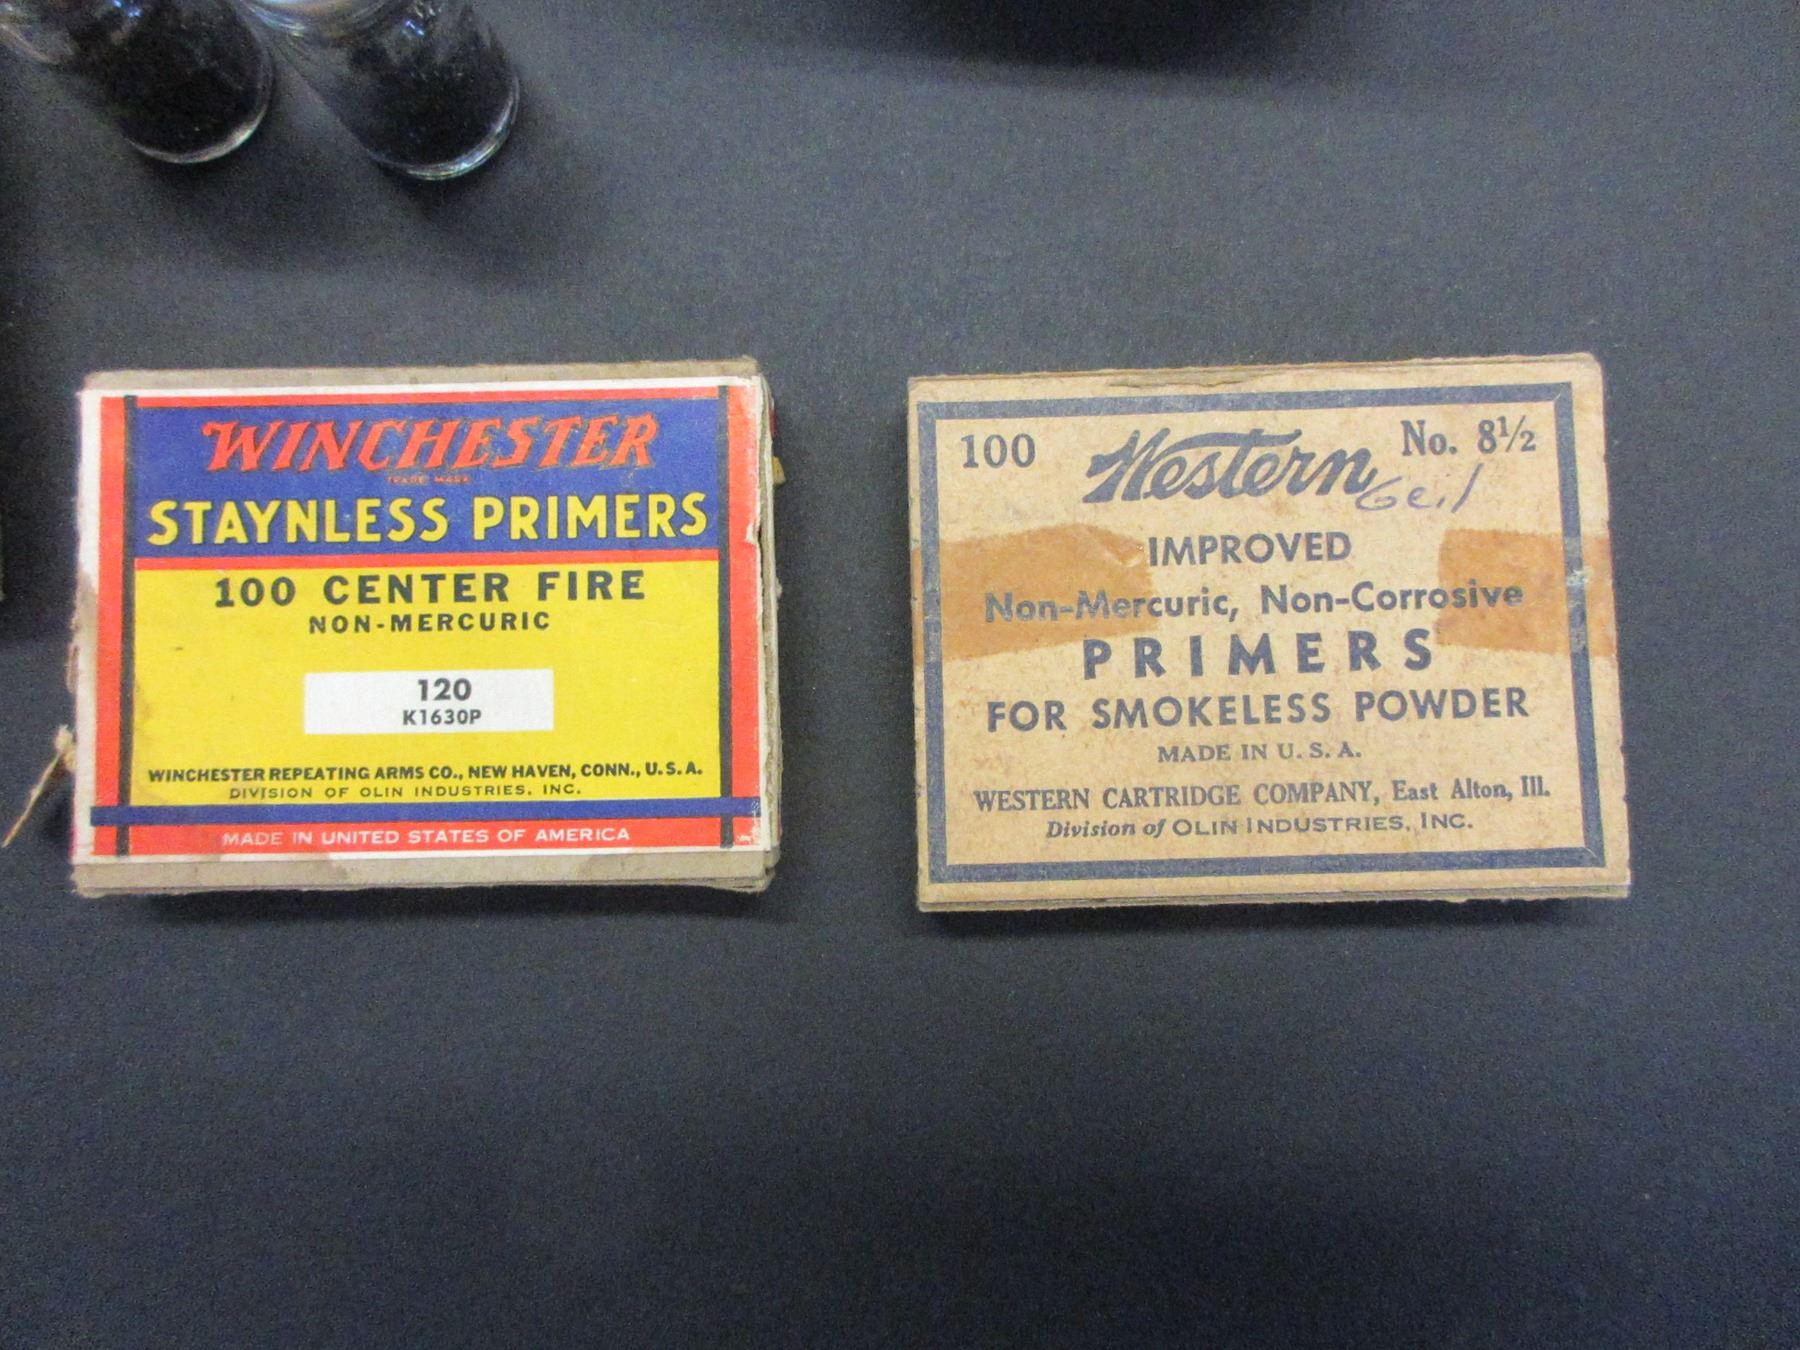 WINCHESTER
TRADE MARK
STAYNLESS PRIMERS
100 CENTER FIRE
NON-MERCURIC
120
K1630P
WINCHESTER REPEATING ARMS CO., NEW HAVEN, CONN., U.S.A.
DIVISION OF OLIN INDUSTRIES, INC.
MADE IN UNITED STATES OF AMERICA
100 Western No. 8½
Geil
IMPROVED
Non-Mercuric, Non-Corrosive
PRIMERS
FOR SMOKELESS POWDER
MADE IN U.S.A.
WESTERN CARTRIDGE COMPANY, East Alton, Ill.
Division of OLIN INDUSTRIES, INC.